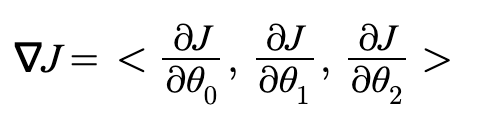 ∇J = < ∂J/∂θ₀ , ∂J/∂θ₁ , ∂J/∂θ₂ >